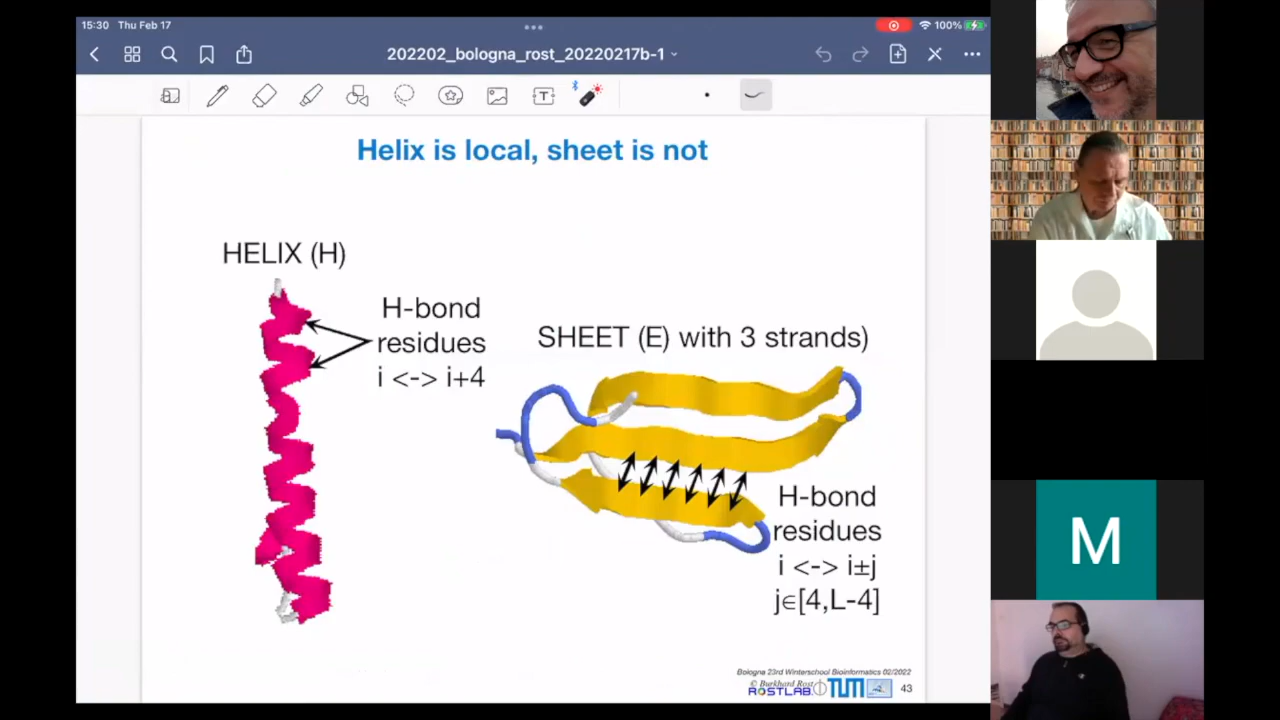 15:30 Thu Feb 17
100%
202202_bologna_rost_20220217b-1
Helix is local, sheet is not
HELIX (H)
H-bond
residues
i <-> i+4
SHEET (E) with 3 strands)
H-bond
residues
i <-> i±j
j∈[4,L-4]
Bologna 23rd Winterschool Bioinformatics 02/2022
© Burkhard Rost
ROSTLAB TUM 43
M